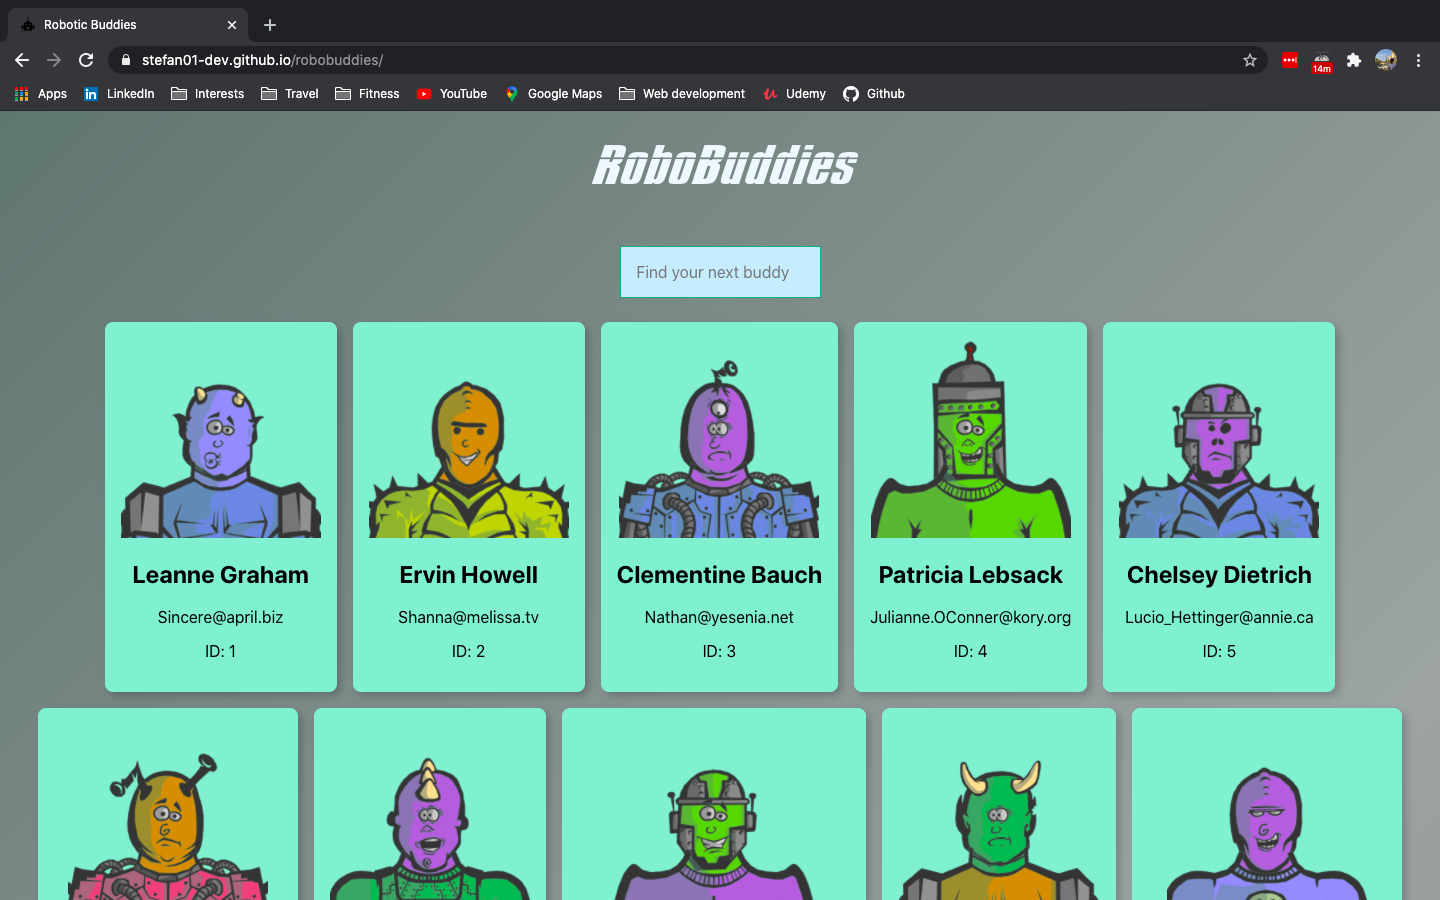 Robotic Buddies
stefan01-dev.github.io/robobuddies/
14m
Apps LinkedIn Interests Travel Fitness YouTube Google Maps Web development Udemy Github
RoboBuddies
Find your next buddy
Leanne Graham
Sincere@april.biz
ID: 1
Ervin Howell
Shanna@melissa.tv
ID: 2
Clementine Bauch
Nathan@yesenia.net
ID: 3
Patricia Lebsack
Julianne.OConner@kory.org
ID: 4
Chelsey Dietrich
Lucio_Hettinger@annie.ca
ID: 5